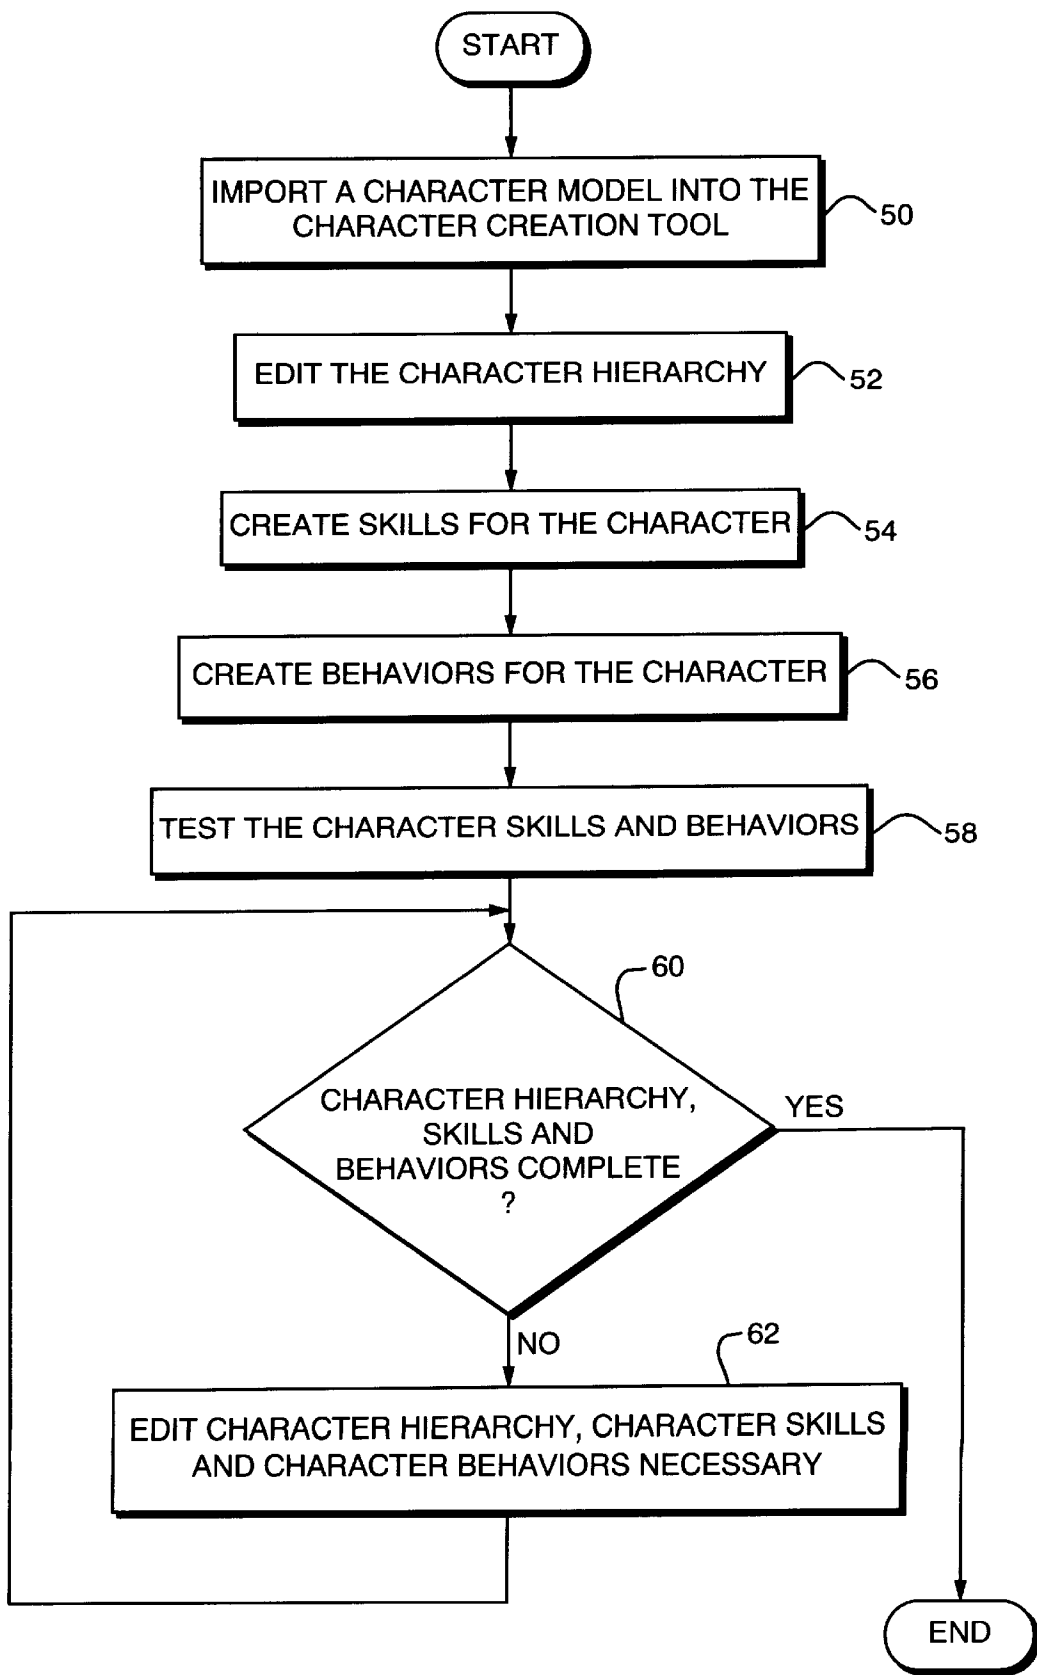 START
IMPORT A CHARACTER MODEL INTO THE
CHARACTER CREATION TOOL
50
EDIT THE CHARACTER HIERARCHY
52
CREATE SKILLS FOR THE CHARACTER
54
CREATE BEHAVIORS FOR THE CHARACTER
56
TEST THE CHARACTER SKILLS AND BEHAVIORS
58
60
CHARACTER HIERARCHY,
SKILLS AND
BEHAVIORS COMPLETE
?
YES
NO
62
EDIT CHARACTER HIERARCHY, CHARACTER SKILLS
AND CHARACTER BEHAVIORS NECESSARY
END